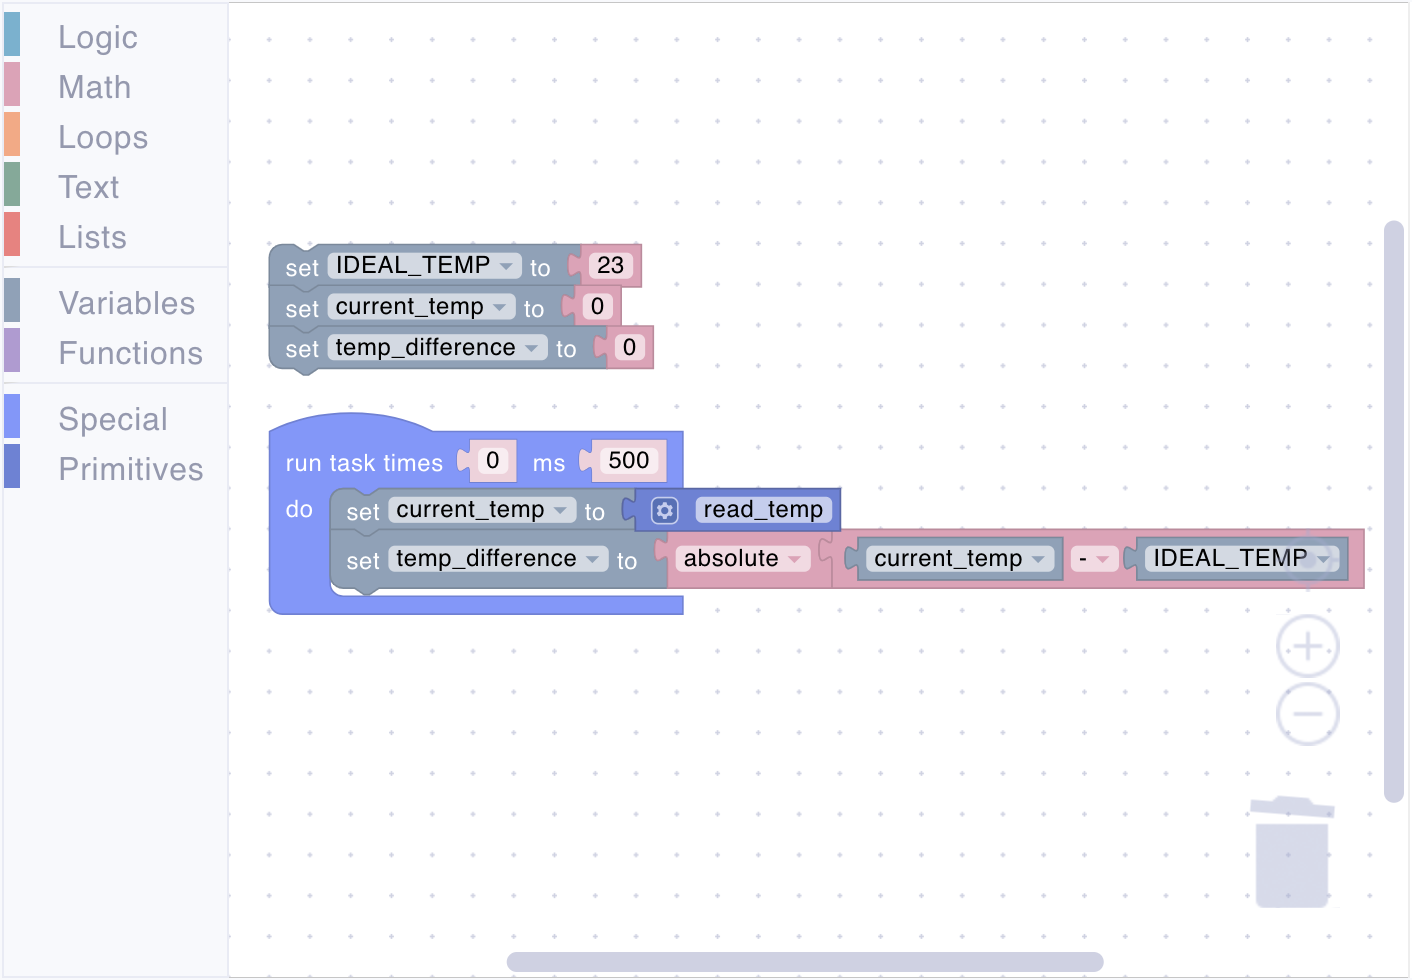 Logic
Math
Loops
Text
Lists
Variables
Functions
Special
Primitives
set IDEAL_TEMP to 23
set current_temp to 0
set temp_difference to 0
run task times 0 ms 500
do set current_temp to read_temp
set temp_difference to absolute current_temp - IDEAL_TEMP